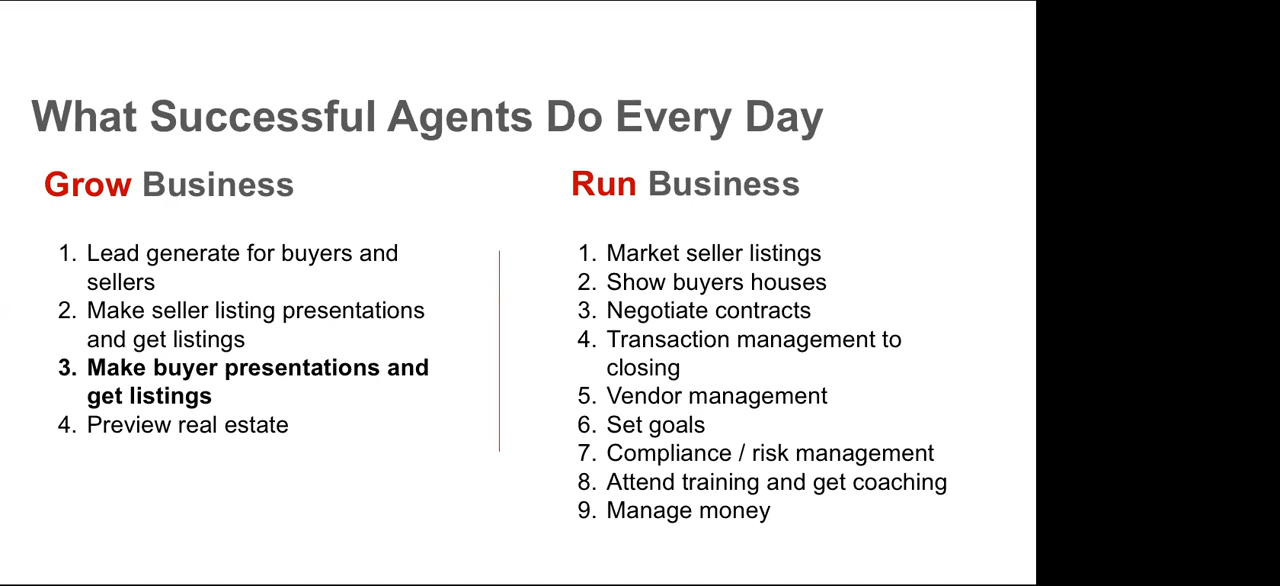 What Successful Agents Do Every Day
Grow Business
1. Lead generate for buyers and
sellers
2. Make seller listing presentations
and get listings
3. Make buyer presentations and
get listings
4. Preview real estate
Run Business
1. Market seller listings
2. Show buyers houses
3. Negotiate contracts
4. Transaction management to
closing
5. Vendor management
6. Set goals
7. Compliance / risk management
8. Attend training and get coaching
9. Manage money